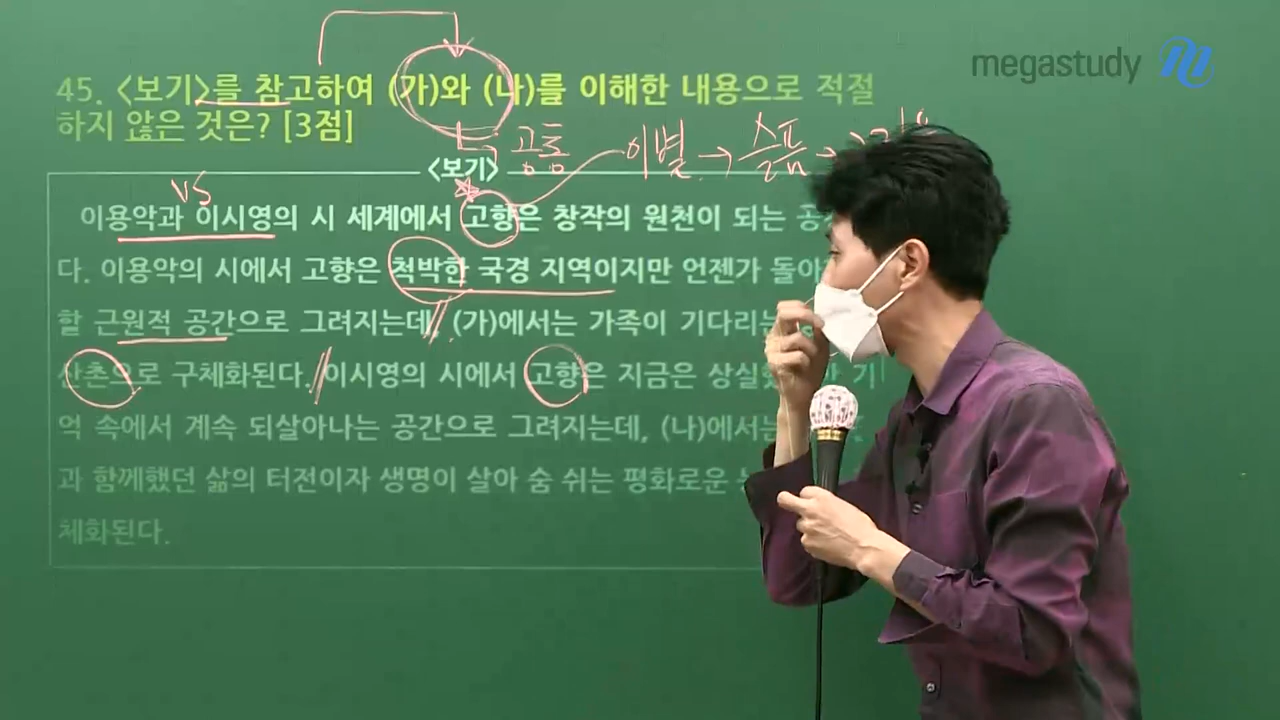 megastudy
45. <보기>를 참고하여 (가)와 (나)를 이해한 내용으로 적절
하지 않은 것은? [3점]
공통 이별 → 슬픔 →
<보기>
VS
이용악과 이시영의 시 세계에서 고향은 창작의 원천이 되는
다. 이용악의 시에서 고향은 척박한 국경 지역이지만 언젠가
할 근원적 공간으로 그려지는데, (가)에서는 가족이
산촌으로 구체화된다. 이시영의 시에서 고향은 지금은
억 속에서 계속 되살아나는 공간으로 그려지는데, (나)에서는
과 함께했던 삶의 터전이자 생명이 살아 숨 쉬는 평화로운
체화된다.